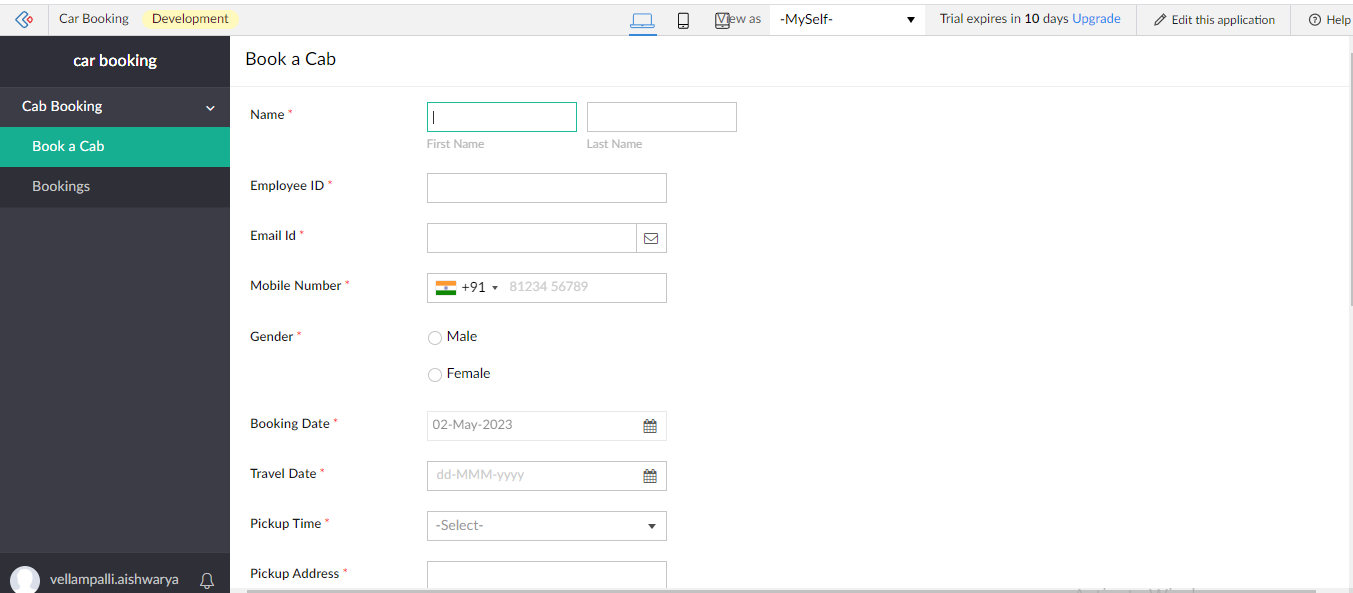 Car Booking Development View as -MySelf- Trial expires in 10 days Upgrade Edit this application Help
car booking
Book a Cab
Cab Booking
Book a Cab
Bookings
Name *
First Name Last Name
Employee ID *
Email Id *
Mobile Number * +91 81234 56789
Gender * Male
Female
Booking Date * 02-May-2023
Travel Date * dd-MMM-yyyy
Pickup Time * -Select-
Pickup Address *
vellampalli.aishwarya